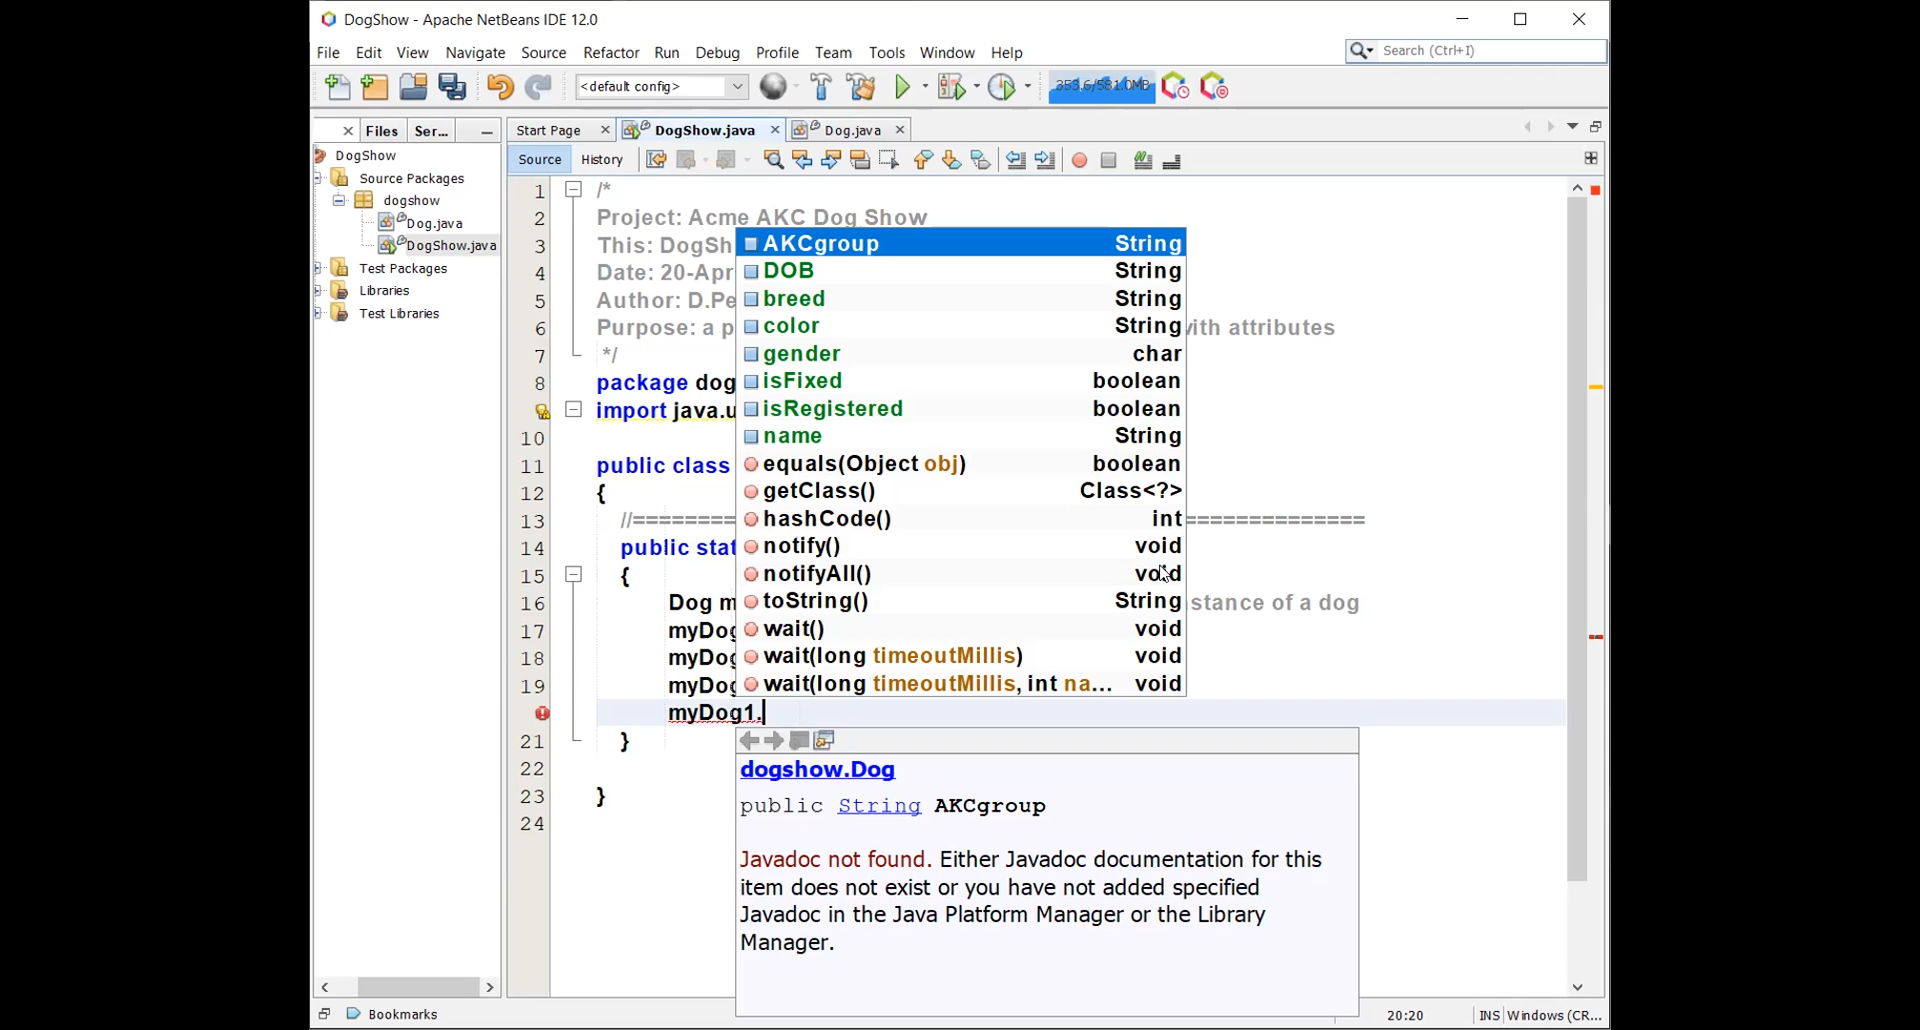 DogShow - Apache NetBeans IDE 12.0
File Edit View Navigate Source Refactor Run Debug Profile Team Tools Window Help
Search (Ctrl+I)
<default config>
353.6/581.0MB
Files Ser...
Start Page DogShow.java Dog.java
Source History
DogShow
Source Packages
dogshow
Dog.java
DogShow.java
Test Packages
Libraries
Test Libraries
1 /*
2 Project: Acme AKC Dog Show
3 This: DogSh
4 Date: 20-Apr
5 Author: D.Pe
6 Purpose: a p with attributes
7 */
8 package dog
import java.u
10
11 public class
12 {
13 //==========
14 public stat
15 {
16 Dog m stance of a dog
17 myDog
18 myDog
19 myDog
myDog1.
21 }
22
23 }
24
AKCgroup String
DOB String
breed String
color String
gender char
isFixed boolean
isRegistered boolean
name String
equals(Object obj) boolean
getClass() Class<?>
hashCode() int
notify() void
notifyAll() void
toString() String
wait() void
wait(long timeoutMillis) void
wait(long timeoutMillis, int na... void
dogshow.Dog
public String AKCgroup
Javadoc not found. Either Javadoc documentation for this
item does not exist or you have not added specified
Javadoc in the Java Platform Manager or the Library
Manager.
Bookmarks
20:20 INS Windows (CR...